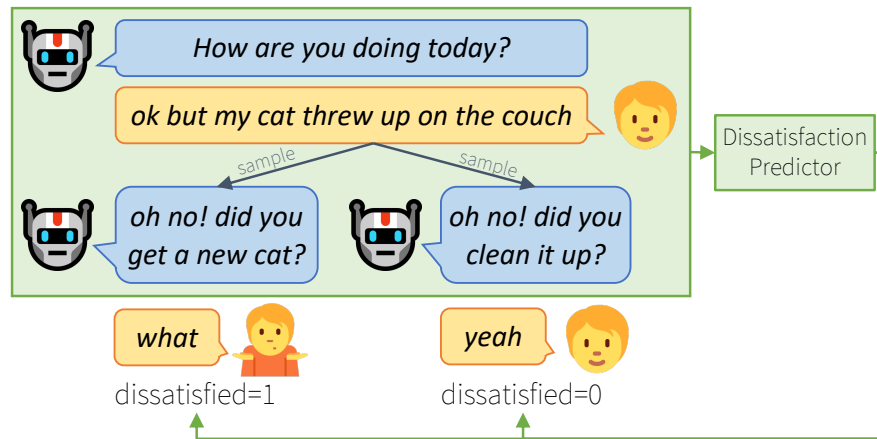 How are you doing today?
ok but my cat threw up on the couch
sample
sample
Dissatisfaction
Predictor
oh no! did you
get a new cat?
oh no! did you
clean it up?
what
yeah
dissatisfied=1
dissatisfied=0